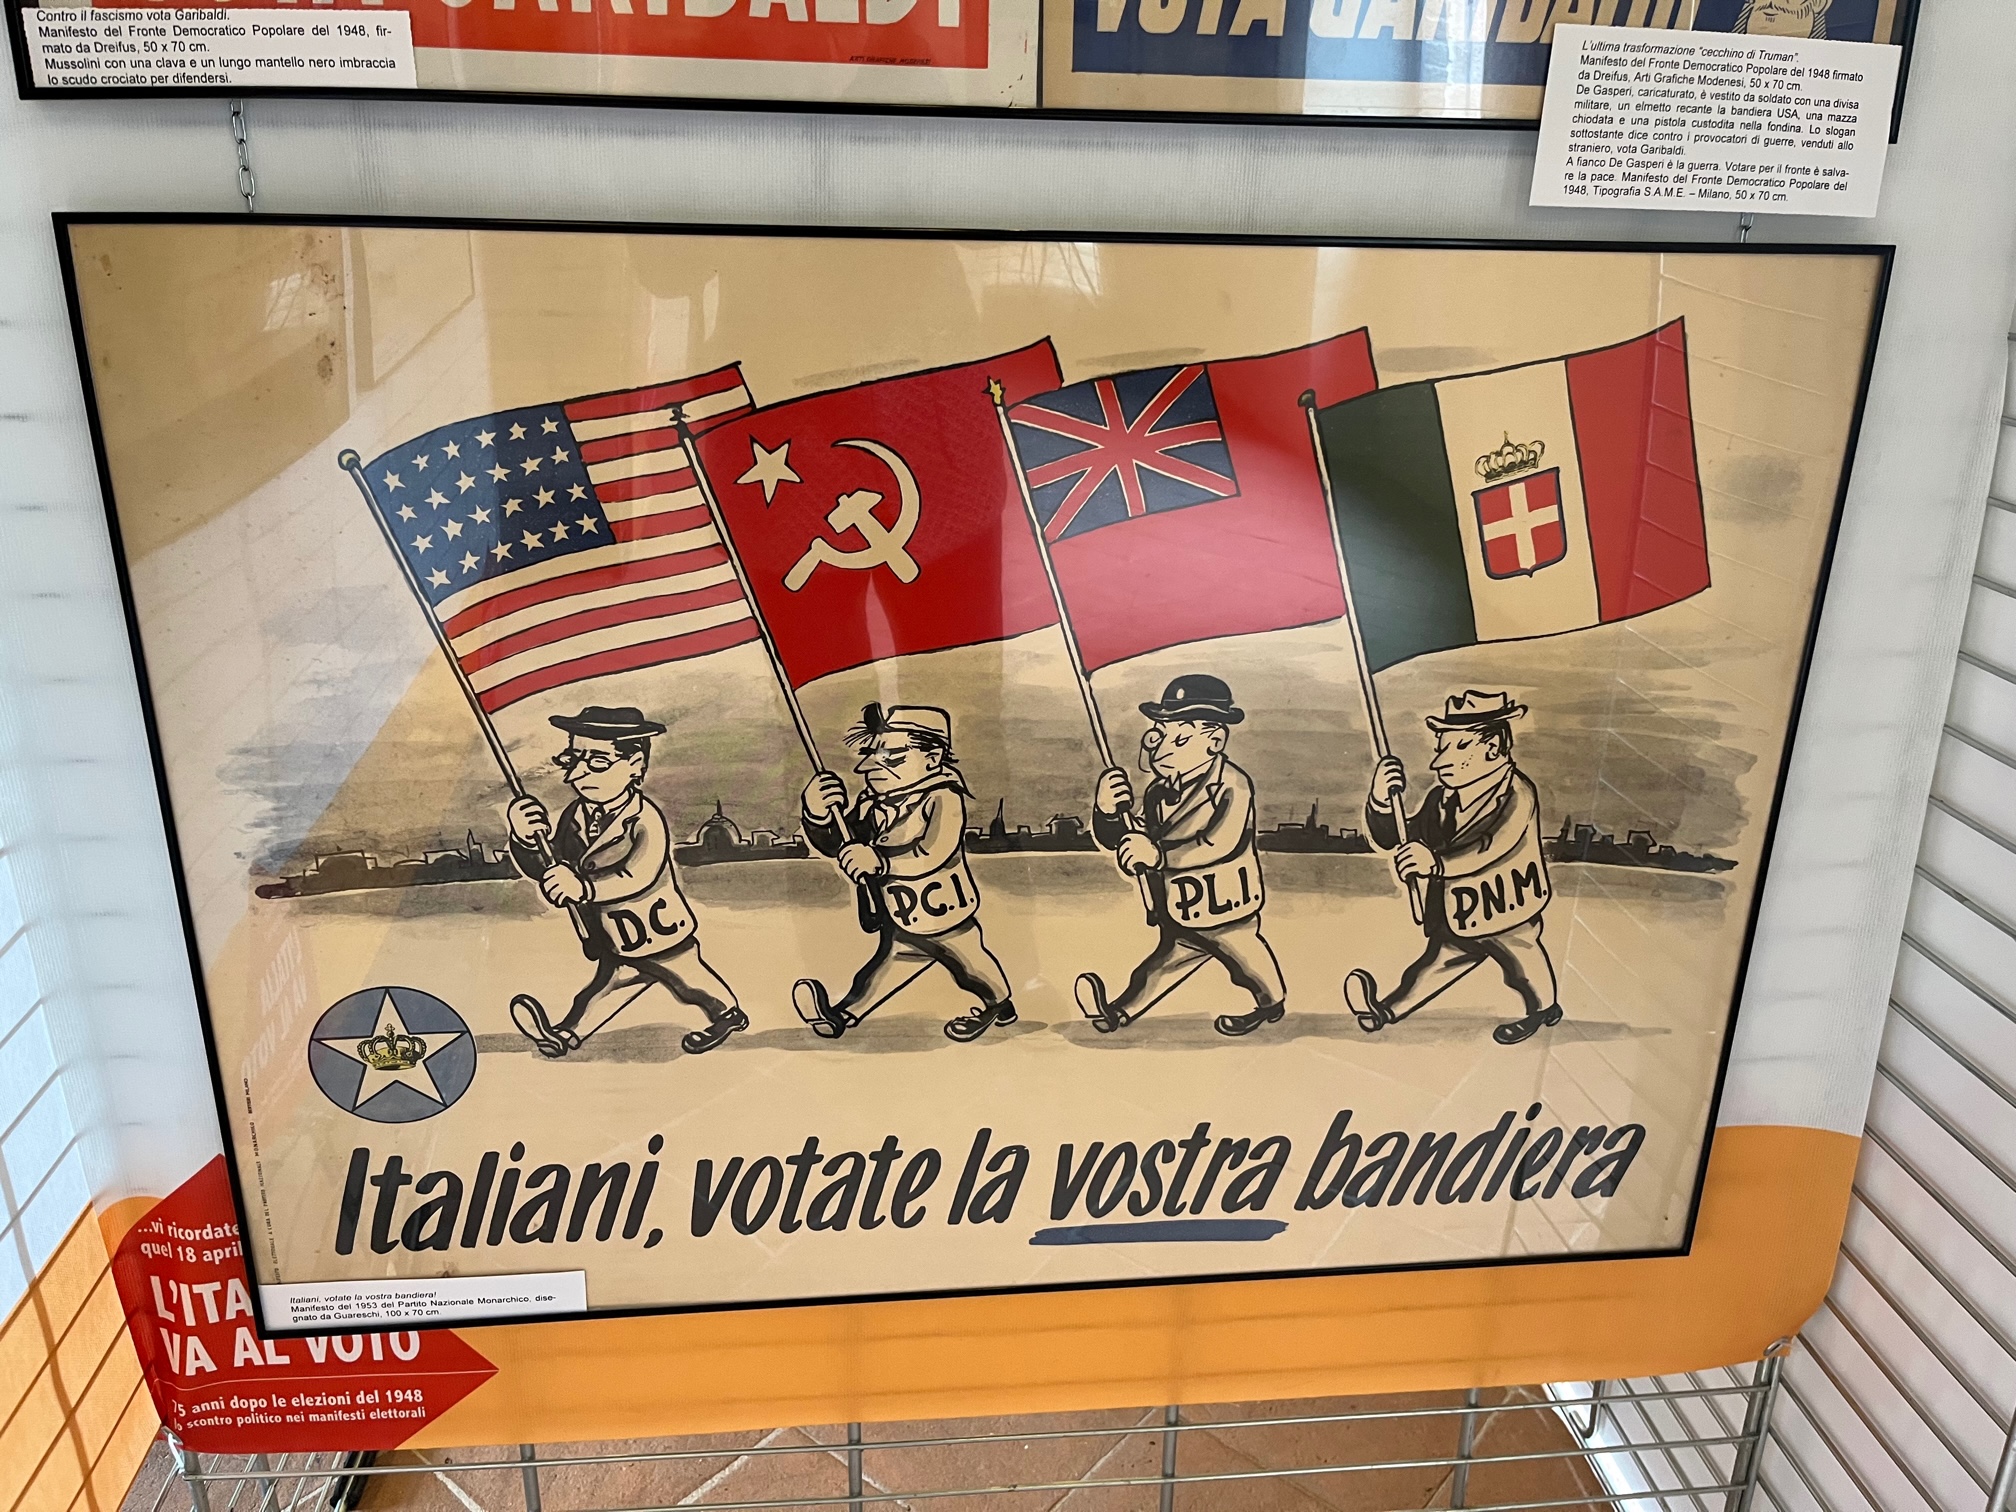 VOTA GARIBALDI
Contro il fascismo vota Garibaldi.
Manifesto del Fronte Democratico Popolare del 1948, fir-
mato da Dreifus, 50 x 70 cm.
Mussolini con una clava e un lungo mantello nero imbraccia
lo scudo crociato per difendersi.
L'ultima trasformazione "cecchino di Truman".
Manifesto del Fronte Democratico Popolare del 1948 firmato
da Dreifus, Arti Grafiche Modenesi, 50 x 70 cm.
De Gasperi, caricaturato, è vestito da soldato con una divisa
militare, un elmetto recante la bandiera USA, una mazza
chiodata e una pistola custodita nella fondina. Lo slogan
sottostante dice contro i provocatori di guerre, venduti allo
straniero, vota Garibaldi.
A fianco De Gasperi è la guerra. Votare per il fronte è salva-
re la pace. Manifesto del Fronte Democratico Popolare del
1948, Tipografia S.A.M.E. – Milano, 50 x 70 cm.
D.C.
P.C.I.
P.L.I.
P.N.M.
Italiani, votate la vostra bandiera
Italiani, votate la vostra bandiera!
Manifesto del 1953 del Partito Nazionale Monarchico, dise-
gnato da Guareschi, 100 x 70 cm.
...vi ricordate
quel 18 april
L'ITA
VA AL VOTO
75 anni dopo le elezioni del 1948
lo scontro politico nei manifesti elettorali